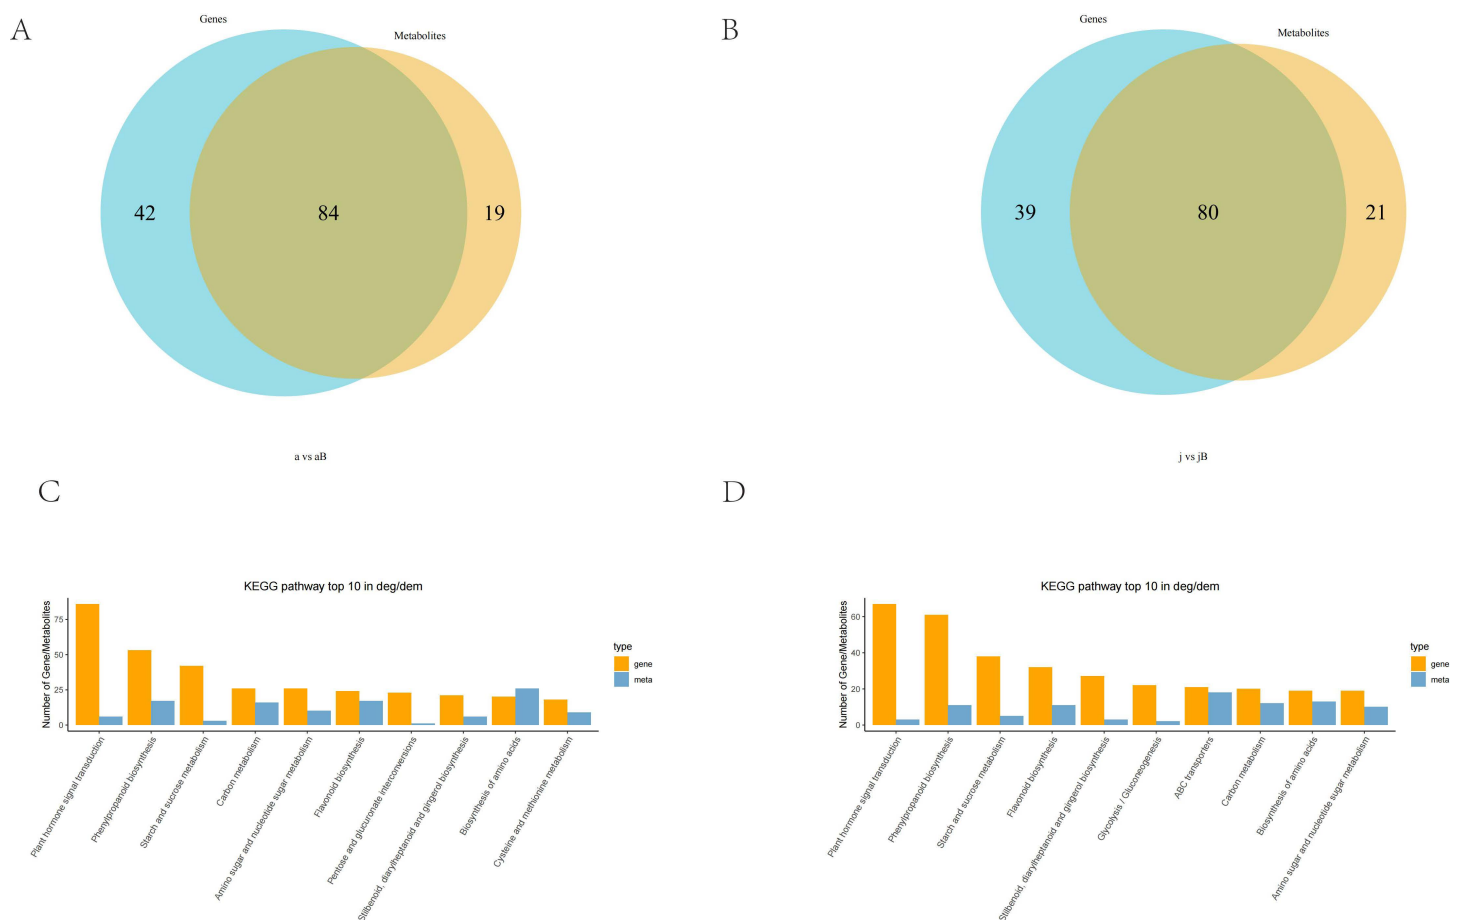 A
Genes
Metabolites
42
84
19
a vs aB
B
Genes
Metabolites
39
80
21
j vs jB
C
KEGG pathway top 10 in deg/dem
Number of Gene/Metabolites
75
50
25
0
Plant hormone signal transduction
Phenylpropanoid biosynthesis
Starch and sucrose metabolism
Carbon metabolism
Amino sugar and nucleotide sugar metabolism
Flavonoid biosynthesis
Pentose and glucuronate interconversions
Stilbenoid, diarylheptanoid and gingerol biosynthesis
Biosynthesis of amino acids
Cysteine and methionine metabolism
type
gene
meta
D
KEGG pathway top 10 in deg/dem
Number of Gene/Metabolites
60
40
20
0
Plant hormone signal transduction
Phenylpropanoid biosynthesis
Starch and sucrose metabolism
Flavonoid biosynthesis
Stilbenoid, diarylheptanoid and gingerol biosynthesis
Glycolysis / Gluconeogenesis
ABC transporters
Carbon metabolism
Biosynthesis of amino acids
Amino sugar and nucleotide sugar metabolism
type
gene
meta